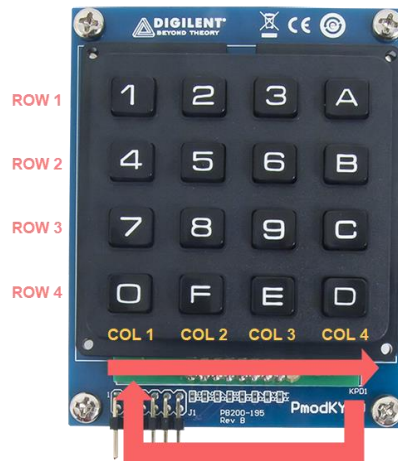 DIGILENT®
BEYOND THEORY
CE
ROW 1
1 2 3 A
ROW 2
4 5 6 B
ROW 3
7 8 9 C
ROW 4
0 F E D
COL 1 COL 2 COL 3 COL 4
KPD1
J1
PB200-195
Rev B
PmodKY